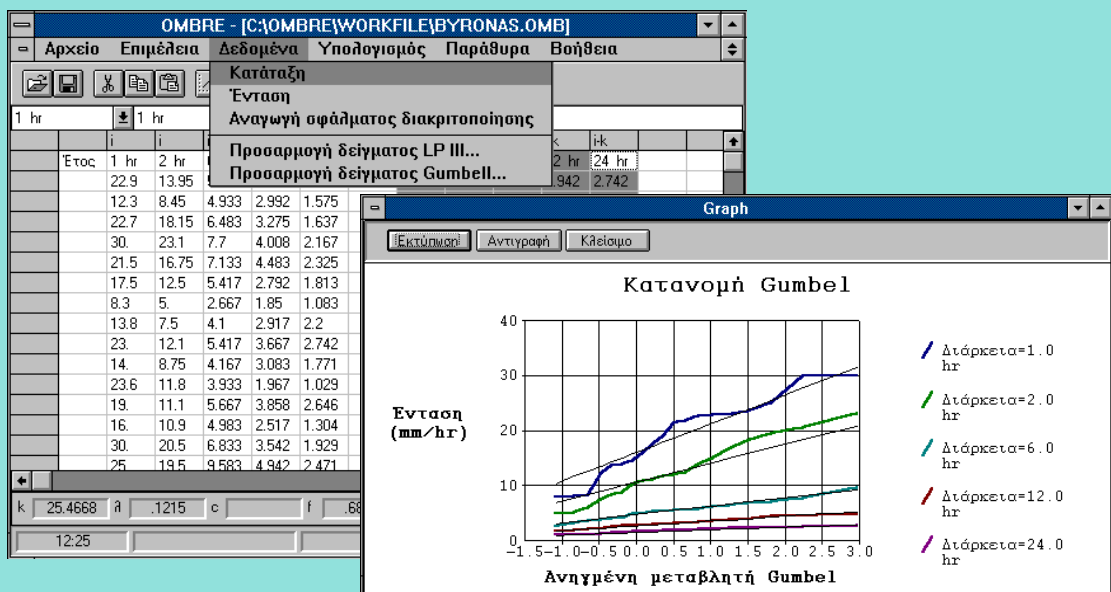 OMBRE - [C:\OMBRE\WORKFILE\BYRONAS.OMB]
Αρχείο Επιμέλεια Δεδομένα Υπολογισμός Παράθυρα Βοήθεια
Κατάταξη
Ένταση
Αναγωγή σφάλματος διακριτοποίησης
Προσαρμογή δείγματος LP III...
Προσαρμογή δείγματος Gumbell...
1 hr 1 hr
i i i-k
Έτος 1 hr 2 hr 2 hr 24 hr
22.9 13.95 .942 2.742
12.3 8.45 4.933 2.992 1.575
22.7 18.15 6.483 3.275 1.637
30. 23.1 7.7 4.008 2.167
21.5 16.75 7.133 4.483 2.325
17.5 12.5 5.417 2.792 1.813
8.3 5. 2.667 1.85 1.083
13.8 7.5 4.1 2.917 2.2
23. 12.1 5.417 3.667 2.742
14. 8.75 4.167 3.083 1.771
23.6 11.8 3.933 1.967 1.029
19. 11.1 5.667 3.858 2.646
16. 10.9 4.983 2.517 1.304
30. 20.5 6.833 3.542 1.929
25 19.5 9.583 4.942 2.471
k 25.4668 λ .1215 c f .68
12:25
Graph
Εκτύπωση Αντιγραφή Κλείσιμο
Κατανομή Gumbel
40
30
20
10
0
Ένταση
(mm/hr)
-1.5 -1.0 -0.5 0.0 0.5 1.0 1.5 2.0 2.5 3.0
Ανηγμένη μεταβλητή Gumbel
Διάρκεια=1.0
hr
Διάρκεια=2.0
hr
Διάρκεια=6.0
hr
Διάρκεια=12.0
hr
Διάρκεια=24.0
hr